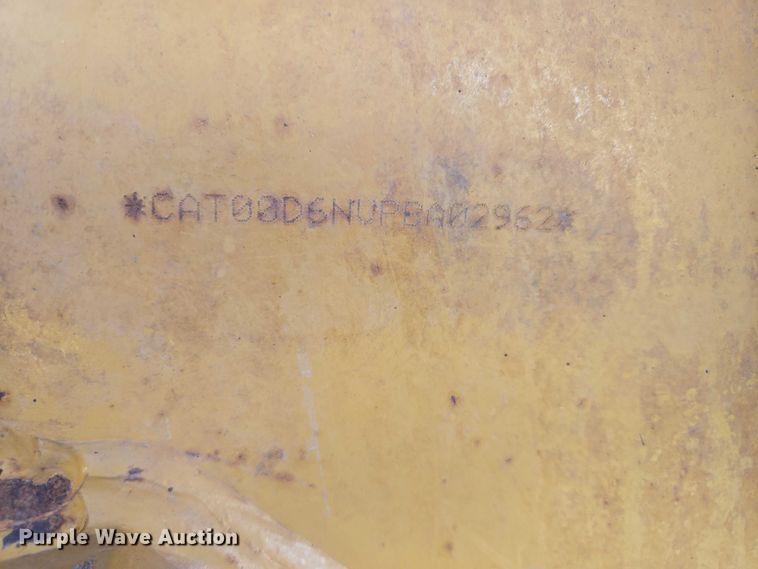 *CAT00D6NVPBA02962*
Purple Wave Auction